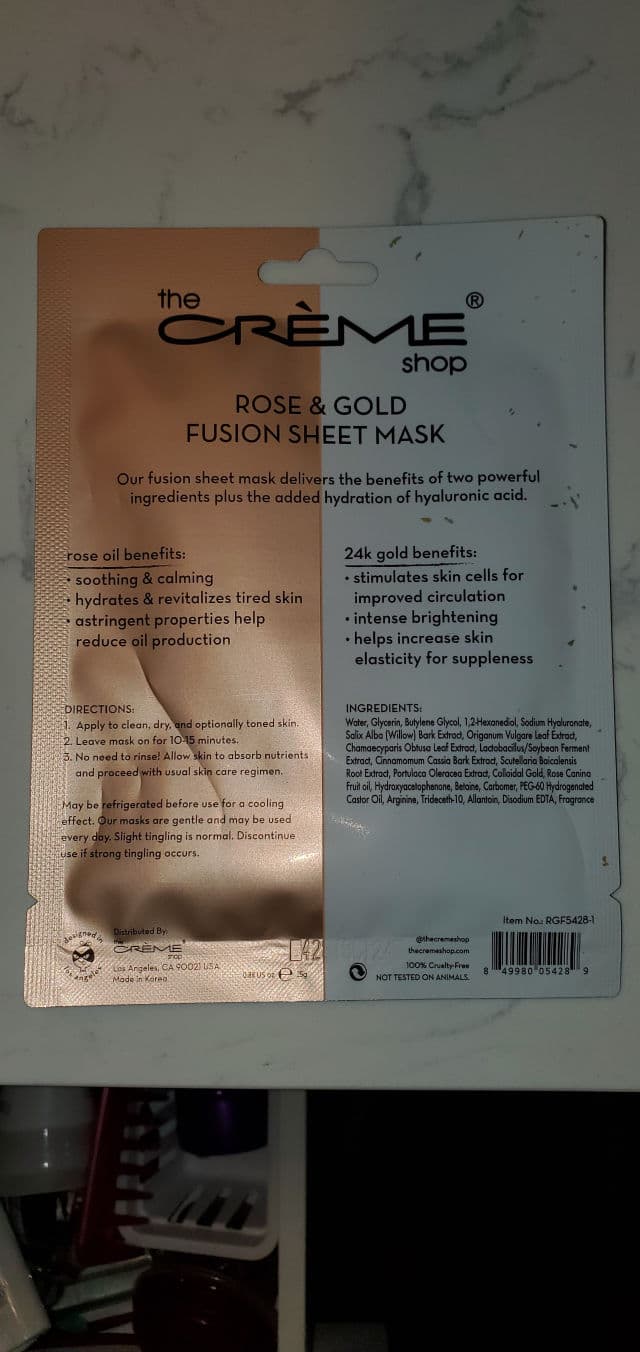 the
CRÈME®
shop
ROSE & GOLD
FUSION SHEET MASK
Our fusion sheet mask delivers the benefits of two powerful
ingredients plus the added hydration of hyaluronic acid.
rose oil benefits:
• soothing & calming
• hydrates & revitalizes tired skin
• astringent properties help
reduce oil production
24k gold benefits:
• stimulates skin cells for
improved circulation
• intense brightening
• helps increase skin
elasticity for suppleness
DIRECTIONS:
1. Apply to clean, dry, and optionally toned skin.
2. Leave mask on for 10-15 minutes.
3. No need to rinse! Allow skin to absorb nutrients
and proceed with usual skin care regimen.
May be refrigerated before use for a cooling
effect. Our masks are gentle and may be used
every day. Slight tingling is normal. Discontinue
use if strong tingling occurs.
INGREDIENTS:
Water, Glycerin, Butylene Glycol, 1,2-Hexanediol, Sodium Hyaluronate,
Salix Alba (Willow) Bark Extract, Origanum Vulgare Leaf Extract,
Chamaecyparis Obtusa Leaf Extract, Lactobacillus/Soybean Ferment
Extract, Cinnamomum Cassia Bark Extract, Scutellaria Baicalensis
Root Extract, Portulaca Oleracea Extract, Colloidal Gold, Rose Canina
Fruit oil, Hydroxyacetophenone, Betaine, Carbomer, PEG-60 Hydrogenated
Castor Oil, Arginine, Trideceth-10, Allantoin, Disodium EDTA, Fragrance
designed in
los angeles
Distributed By:
the
CRÈME
shop
Los Angeles, CA 90021 USA
Made in Korea
0.88 US oz ℮ 25g
Item No.: RGF5428-1
@thecremeshop
thecremeshop.com
100% Cruelty-Free
NOT TESTED ON ANIMALS.
8 49980 05428 9